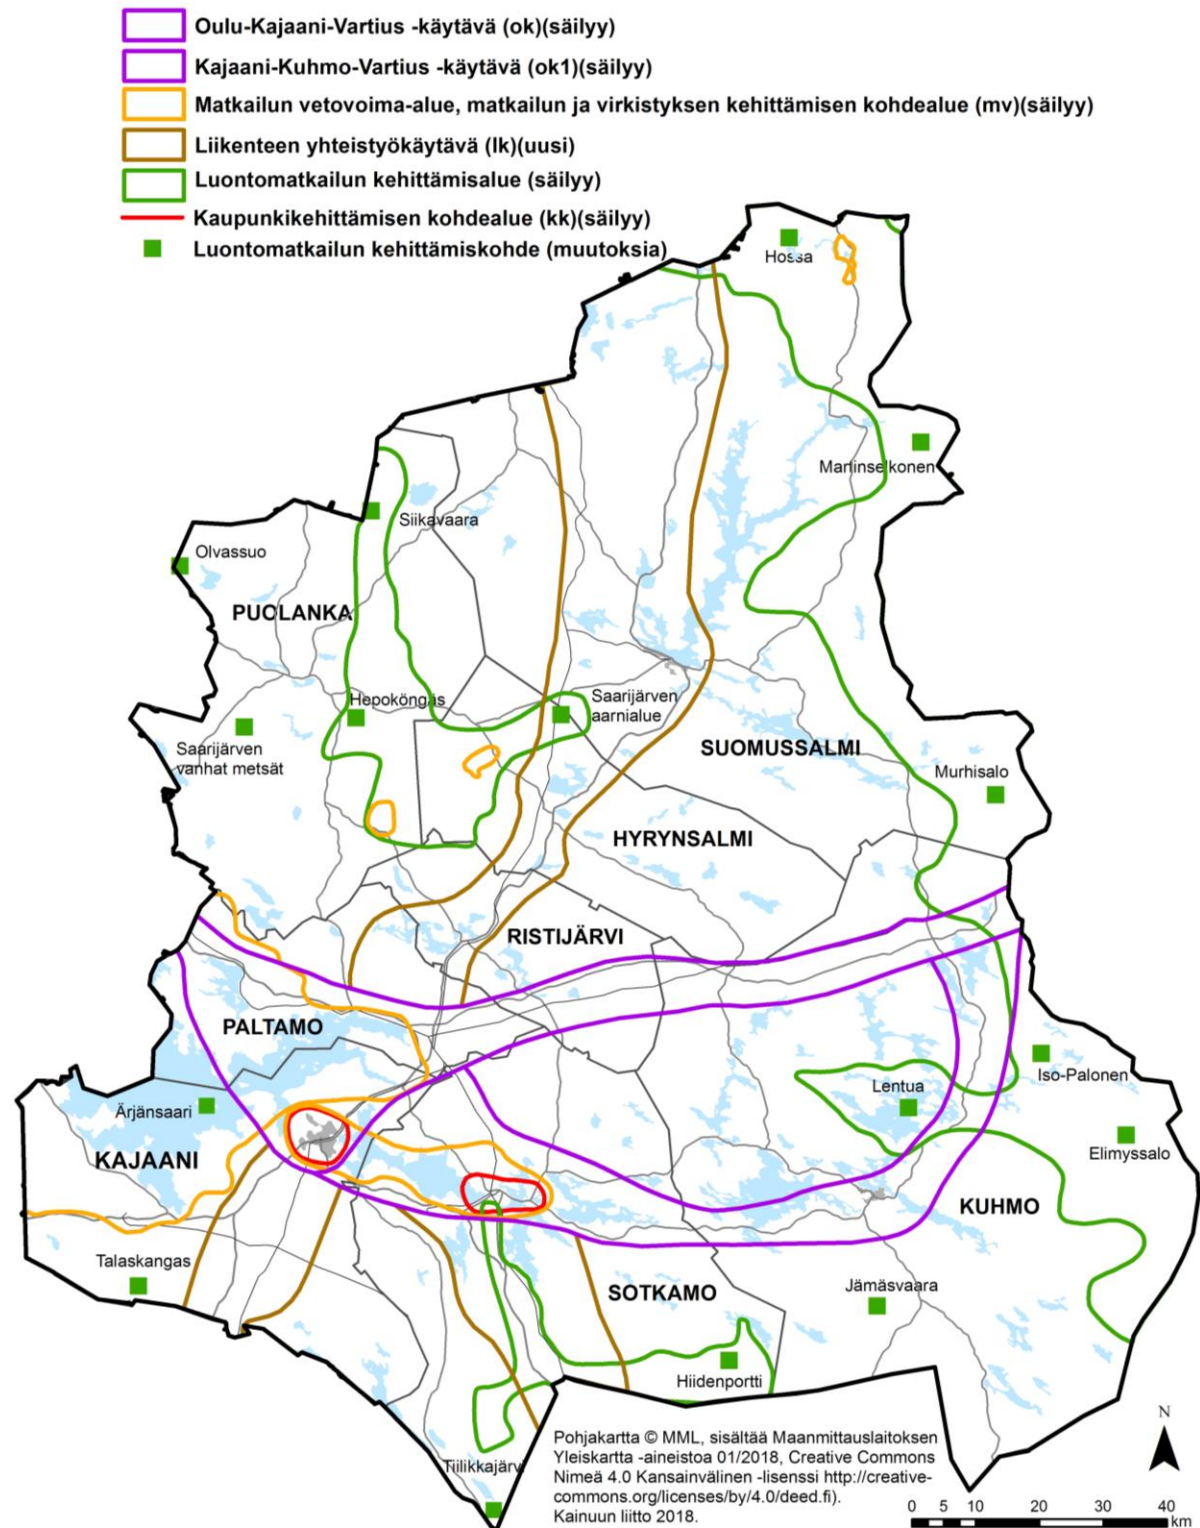 Oulu-Kajaani-Vartius -käytävä (ok)(säilyy)
Kajaani-Kuhmo-Vartius -käytävä (ok1)(säilyy)
Matkailun vetovoima-alue, matkailun ja virkistyksen kehittämisen kohdealue (mv)(säilyy)
Liikenteen yhteistyökäytävä (lk)(uusi)
Luontomatkailun kehittämisalue (säilyy)
Kaupunkikehittämisen kohdealue (kk)(säilyy)
Luontomatkailun kehittämiskohde (muutoksia)
Hossa
Martinselkonen
Siikavaara
Olvassuo
PUOLANKA
Hepoköngäs
Saarijärven
aarnialue
Saarijärven
vanhat metsät
SUOMUSSALMI
Murhisalo
HYRYNSALMI
RISTIJÄRVI
PALTAMO
Iso-Palonen
Lentua
Ärjänsaari
Elimyssalo
KAJAANI
KUHMO
Talaskangas
SOTKAMO
Jämäsvaara
Hiidenportti
Tiilikkajärvi
Pohjakartta © MML, sisältää Maanmittauslaitoksen
Yleiskartta -aineistoa 01/2018, Creative Commons
Nimeä 4.0 Kansainvälinen -lisenssi http://creative-
commons.org/licenses/by/4.0/deed.fi).
Kainuun liitto 2018.
N
0 5 10 20 30 40
km